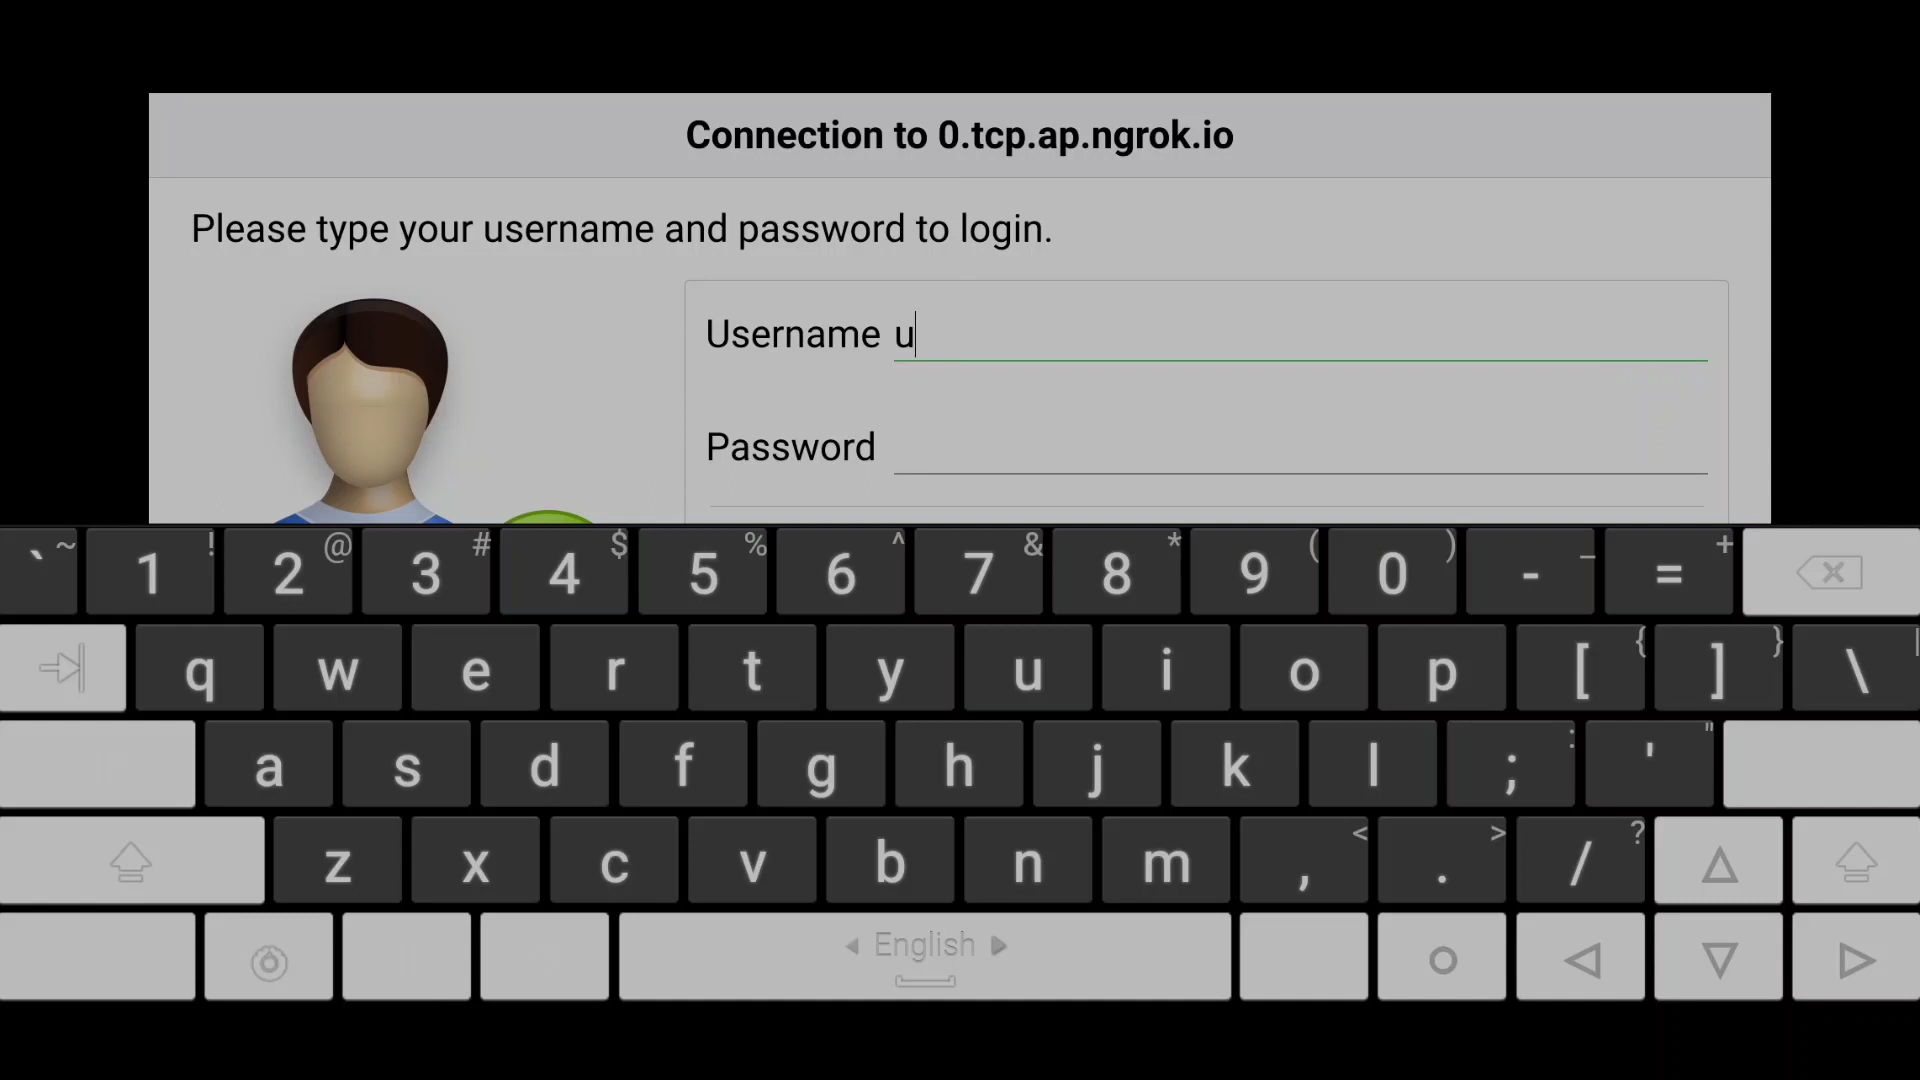 Connection to 0.tcp.ap.ngrok.io
Please type your username and password to login.
Username u
Password
` ~ 1 ! 2 @ 3 # 4 $ 5 % 6 ^ 7 & 8 * 9 ( 0 ) - _ = +
q w e r t y u i o p [ { ] } \ |
a s d f g h j k l ; : ' "
z x c v b n m , < . > / ?
English